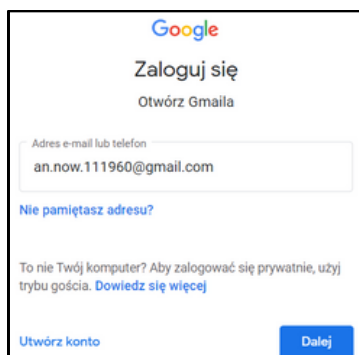 Google
Zaloguj się
Otwórz Gmaila
Adres e-mail lub telefon
an.now.111960@gmail.com
Nie pamiętasz adresu?
To nie Twój komputer? Aby zalogować się prywatnie, użyj
trybu gościa. Dowiedz się więcej
Utwórz konto
Dalej